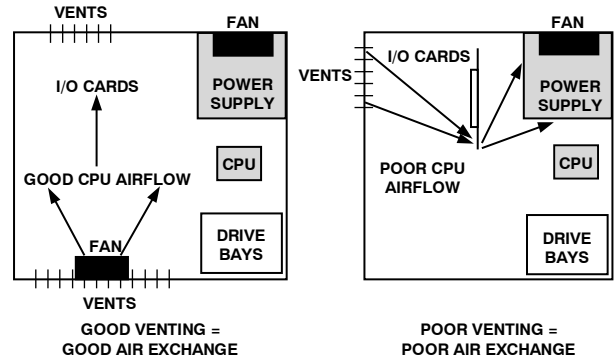 VENTS
FAN
I/O CARDS
POWER
SUPPLY
CPU
GOOD CPU AIRFLOW
FAN
DRIVE
BAYS
VENTS
GOOD VENTING =
GOOD AIR EXCHANGE
FAN
I/O CARDS
VENTS
POWER
SUPPLY
CPU
POOR CPU
AIRFLOW
DRIVE
BAYS
POOR VENTING =
POOR AIR EXCHANGE